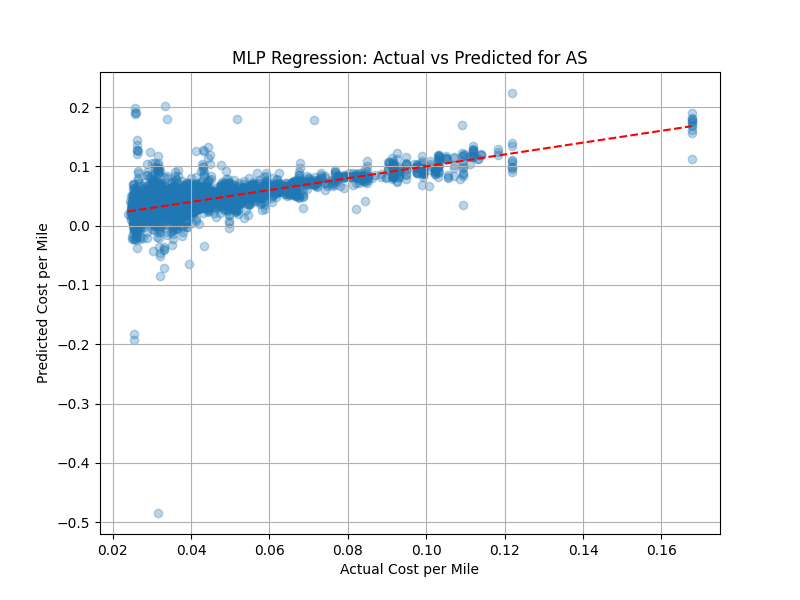 MLP Regression: Actual vs Predicted for AS
Predicted Cost per Mile
0.2
0.1
0.0
−0.1
−0.2
−0.3
−0.4
−0.5
0.02 0.04 0.06 0.08 0.10 0.12 0.14 0.16
Actual Cost per Mile